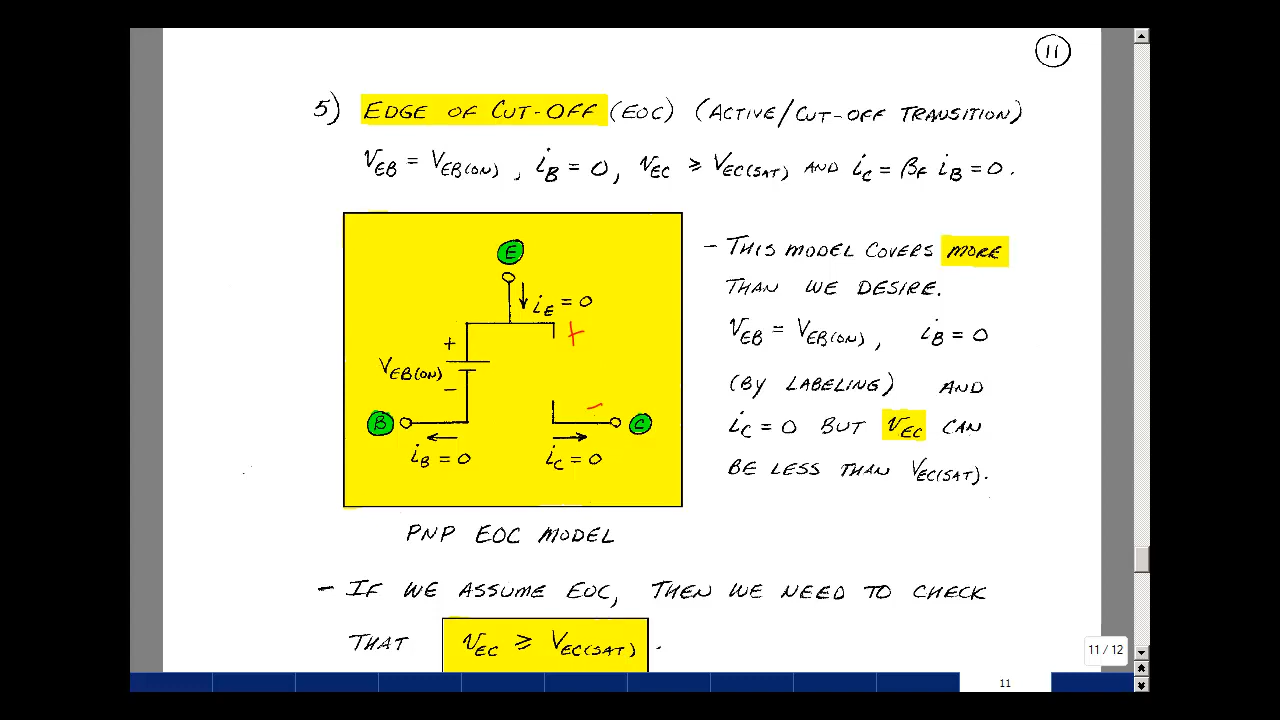 11
5) EDGE OF CUT-OFF (EOC) (ACTIVE/CUT-OFF TRANSITION)
VEB = VEB(ON), iB = 0, VEC ≥ VEC(SAT) AND iC = βF iB = 0.
E
iE = 0
+
+
VEB(ON)
-
-
B
C
iB = 0
iC = 0
PNP EOC MODEL
- THIS MODEL COVERS MORE
THAN WE DESIRE.
VEB = VEB(ON), iB = 0
(BY LABELING) AND
iC = 0 BUT VEC CAN
BE LESS THAN VEC(SAT).
- IF WE ASSUME EOC, THEN WE NEED TO CHECK
THAT VEC ≥ VEC(SAT).
11 / 12
11